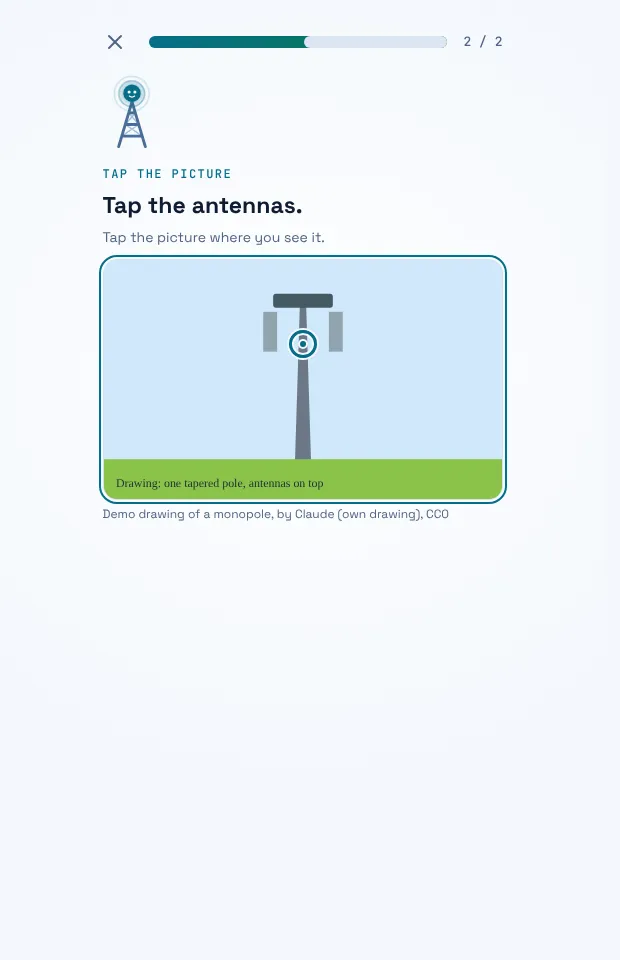 2 / 2
TAP THE PICTURE
Tap the antennas.
Tap the picture where you see it.
Drawing: one tapered pole, antennas on top
Demo drawing of a monopole, by Claude (own drawing), CC0